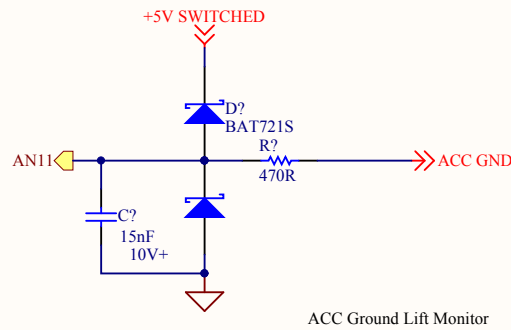 +5V SWITCHED
D?
BAT721S
R?
AN11
ACC GND
470R
C?
15nF
10V+
ACC Ground Lift Monitor